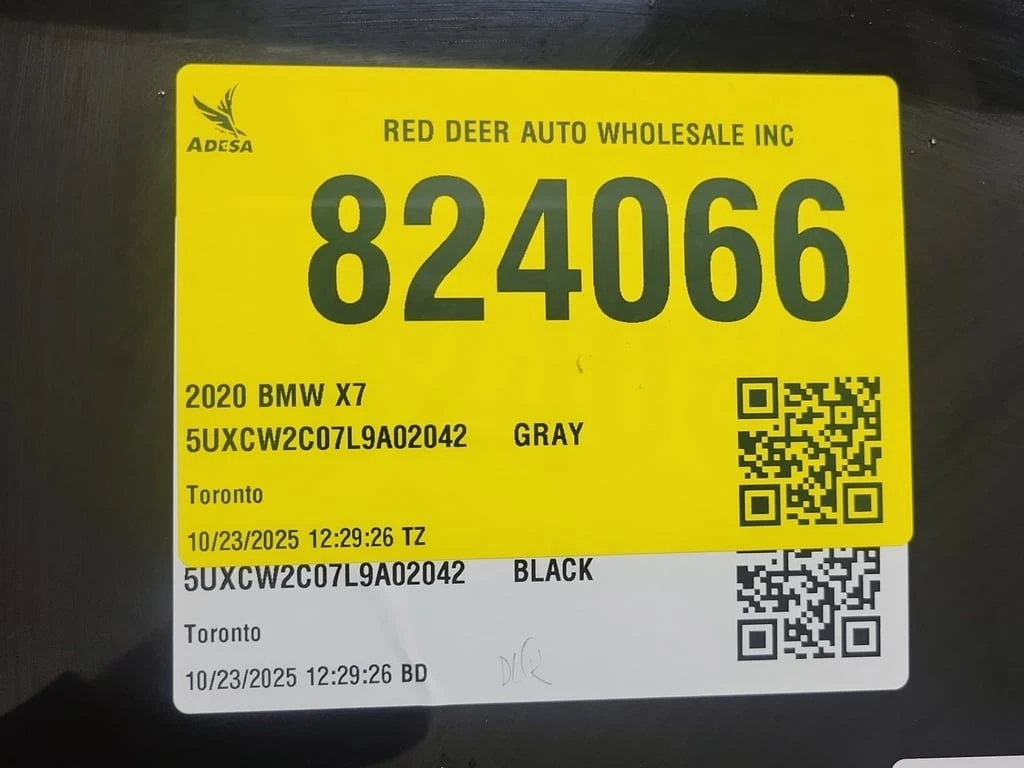 ADESA
RED DEER AUTO WHOLESALE INC
824066
2020 BMW X7
5UXCW2C07L9A02042 GRAY
Toronto
10/23/2025 12:29:26 TZ
5UXCW2C07L9A02042 BLACK
Toronto
10/23/2025 12:29:26 BD